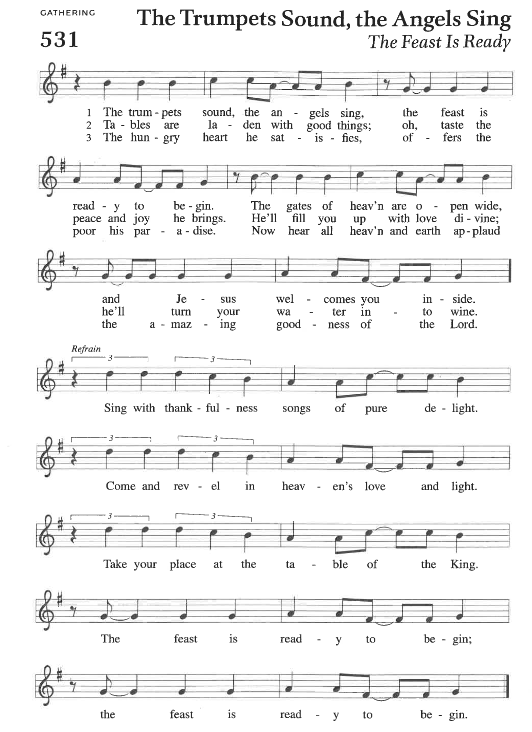 GATHERING
The Trumpets Sound, the Angels Sing
531
The Feast Is Ready
1 The trum - pets sound, the an - gels sing, the feast is
2 Ta - bles are la - den with good things; oh, taste the
3 The hun - gry heart he sat - is - fies, of - fers the
read - y to be - gin. The gates of heav'n are o - pen wide,
peace and joy he brings. He'll fill you up with love di - vine;
poor his par - a - dise. Now hear all heav'n and earth ap - plaud
and Je - sus wel - comes you in - side.
he'll turn your wa - ter in - to wine.
the a - maz - ing good - ness of the Lord.
Refrain
3 3
Sing with thank - ful - ness songs of pure de - light.
3 3
Come and rev - el in heav - en's love and light.
3 3
Take your place at the ta - ble of the King.
The feast is read - y to be - gin;
the feast is read - y to be - gin.